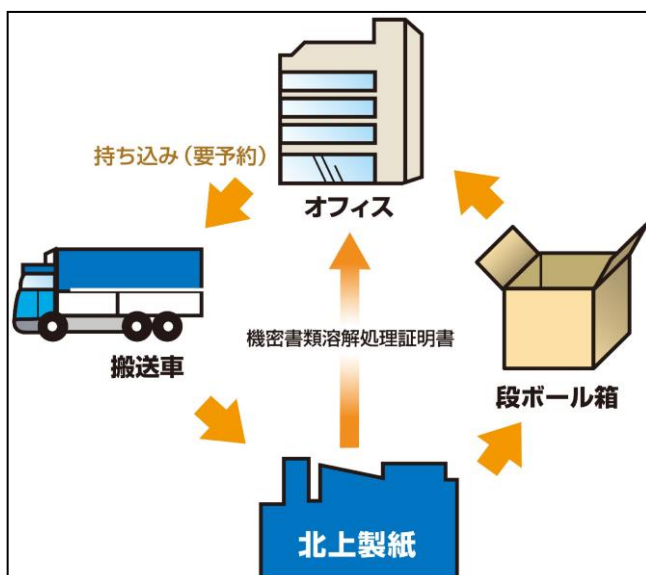 持ち込み（要予約）
オフィス
搬送車
機密書類溶解処理証明書
段ボール箱
北上製紙